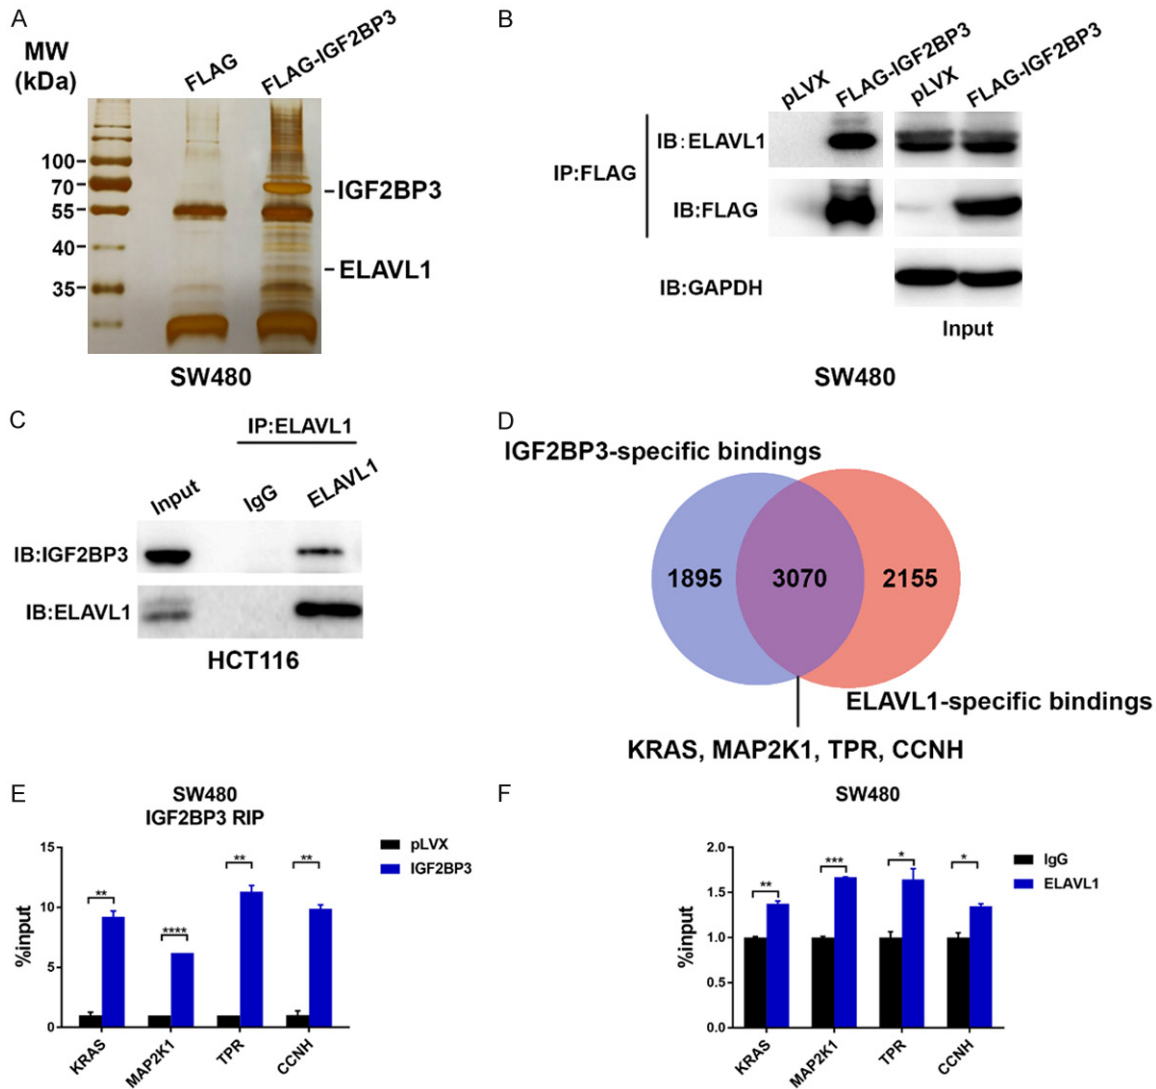 A
MW
(kDa)
FLAG
FLAG-IGF2BP3
100
70
55
40
35
IGF2BP3
ELAVL1
SW480
B
pLVX
FLAG-IGF2BP3
pLVX
FLAG-IGF2BP3
IP:FLAG
IB:ELAVL1
IB:FLAG
IB:GAPDH
Input
SW480
C
IP:ELAVL1
Input
IgG
ELAVL1
IB:IGF2BP3
IB:ELAVL1
HCT116
D
IGF2BP3-specific bindings
1895
3070
2155
ELAVL1-specific bindings
KRAS, MAP2K1, TPR, CCNH
E
SW480
IGF2BP3 RIP
pLVX
IGF2BP3
%input
15
10
5
0
**
****
**
**
KRAS
MAP2K1
TPR
CCNH
F
SW480
IgG
ELAVL1
%input
2.0
1.5
1.0
0.5
0.0
**
***
*
*
KRAS
MAP2K1
TPR
CCNH